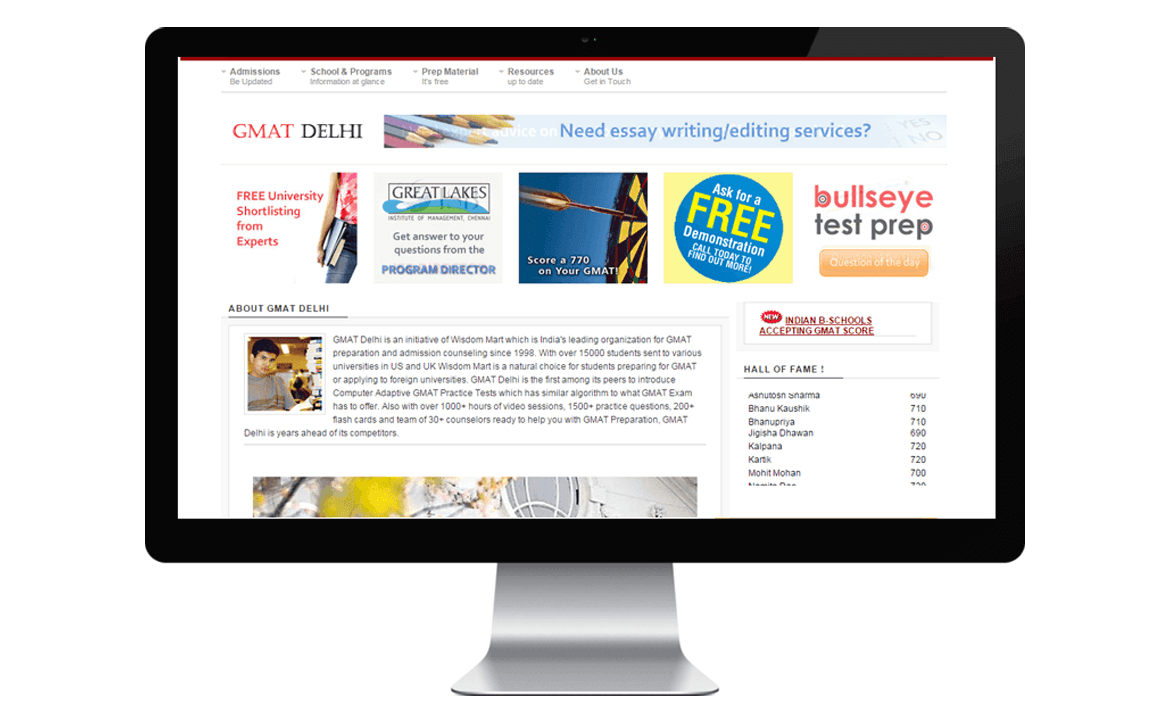 Admissions
Be Updated
School & Programs
Information at glance
Prep Material
It's free
Resources
up to date
About Us
Get in Touch
GMAT DELHI
expert advice on Need essay writing/editing services?
YES
NO
FREE University
Shortlisting
from
Experts
GREAT LAKES
INSTITUTE OF MANAGEMENT, CHENNAI
Get answer to your
questions from the
PROGRAM DIRECTOR
Score a 770
on Your GMAT!
Ask for a
FREE
Demonstration
CALL TODAY TO
FIND OUT MORE!
bullseye
test prep
Question of the day
ABOUT GMAT DELHI
GMAT Delhi is an initiative of Wisdom Mart which is India's leading organization for GMAT
preparation and admission counseling since 1998. With over 15000 students sent to various
universities in US and UK Wisdom Mart is a natural choice for students preparing for GMAT
or applying to foreign universities. GMAT Delhi is the first among its peers to introduce
Computer Adaptive GMAT Practice Tests which has similar algorithm to what GMAT Exam
has to offer. Also with over 1000+ hours of video sessions, 1500+ practice questions, 200+
flash cards and team of 30+ counselors ready to help you with GMAT Preparation, GMAT
Delhi is years ahead of its competitors.
NEW INDIAN B-SCHOOLS
ACCEPTING GMAT SCORE
HALL OF FAME !
Ashutosh Sharma 690
Bhanu Kaushik 710
Bhanupriya 710
Jigisha Dhawan 690
Kalpana 720
Kartik 720
Mohit Mohan 700